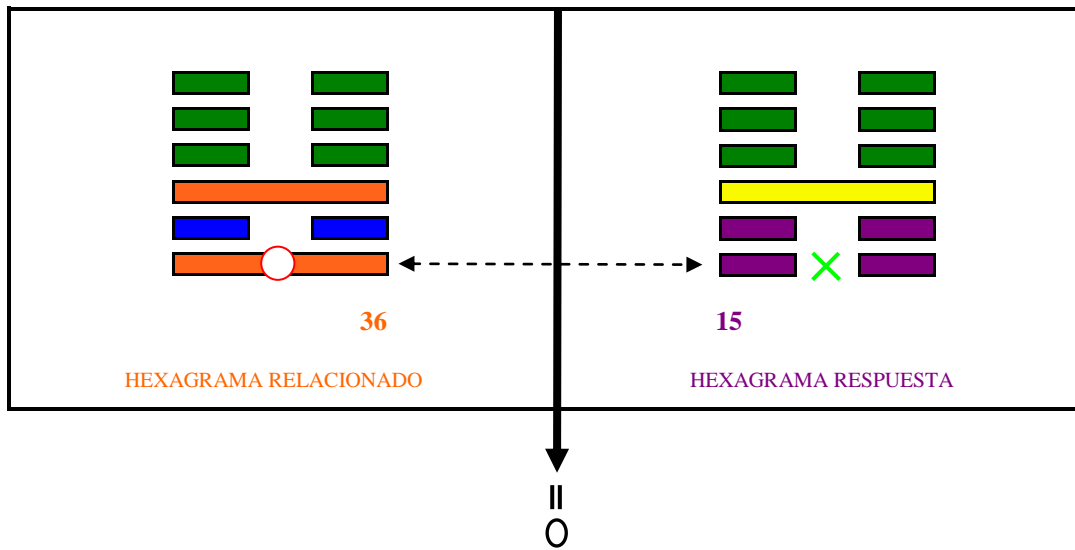 36
15
HEXAGRAMA RELACIONADO
HEXAGRAMA RESPUESTA
=
O